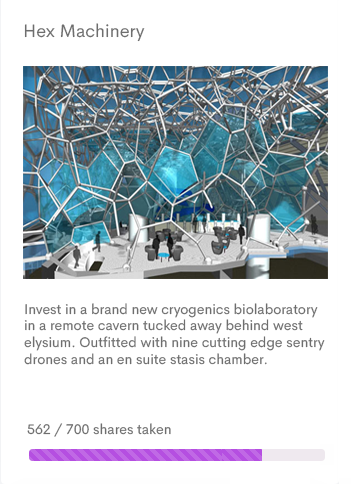 Hex Machinery
Invest in a brand new cryogenics biolaboratory
in a remote cavern tucked away behind west
elysium. Outfitted with nine cutting edge sentry
drones and an en suite stasis chamber.
562 / 700 shares taken